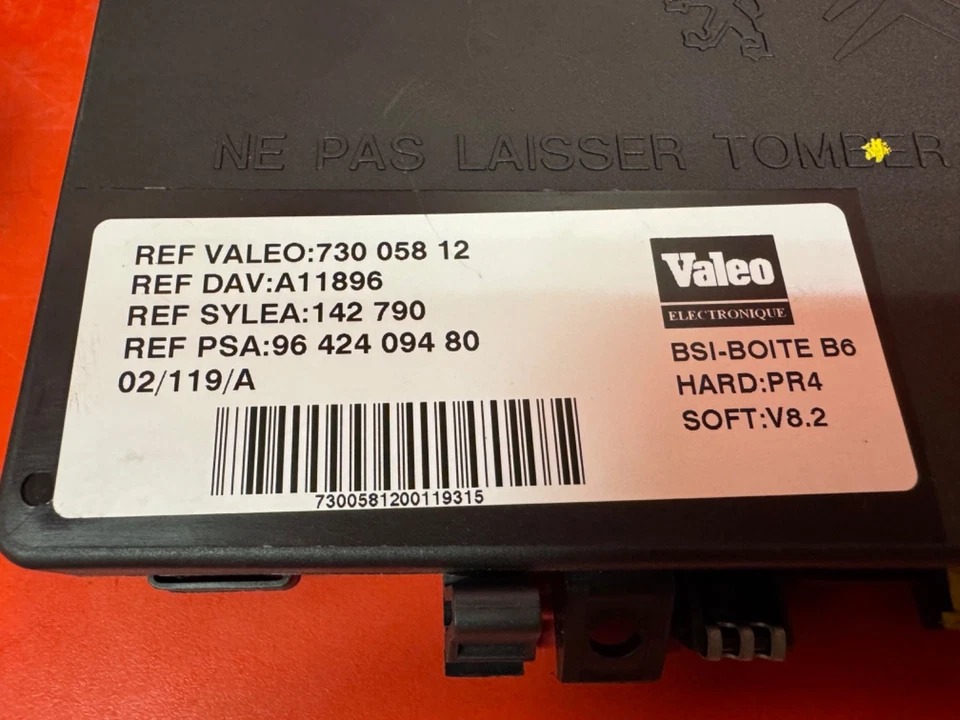 NE PAS LAISSER TOMBER
REF VALEO:730 058 12
REF DAV:A11896
REF SYLEA:142 790
REF PSA:96 424 094 80
02/119/A
7300581200119315
Valeo
ELECTRONIQUE
BSI-BOITE B6
HARD:PR4
SOFT:V8.2